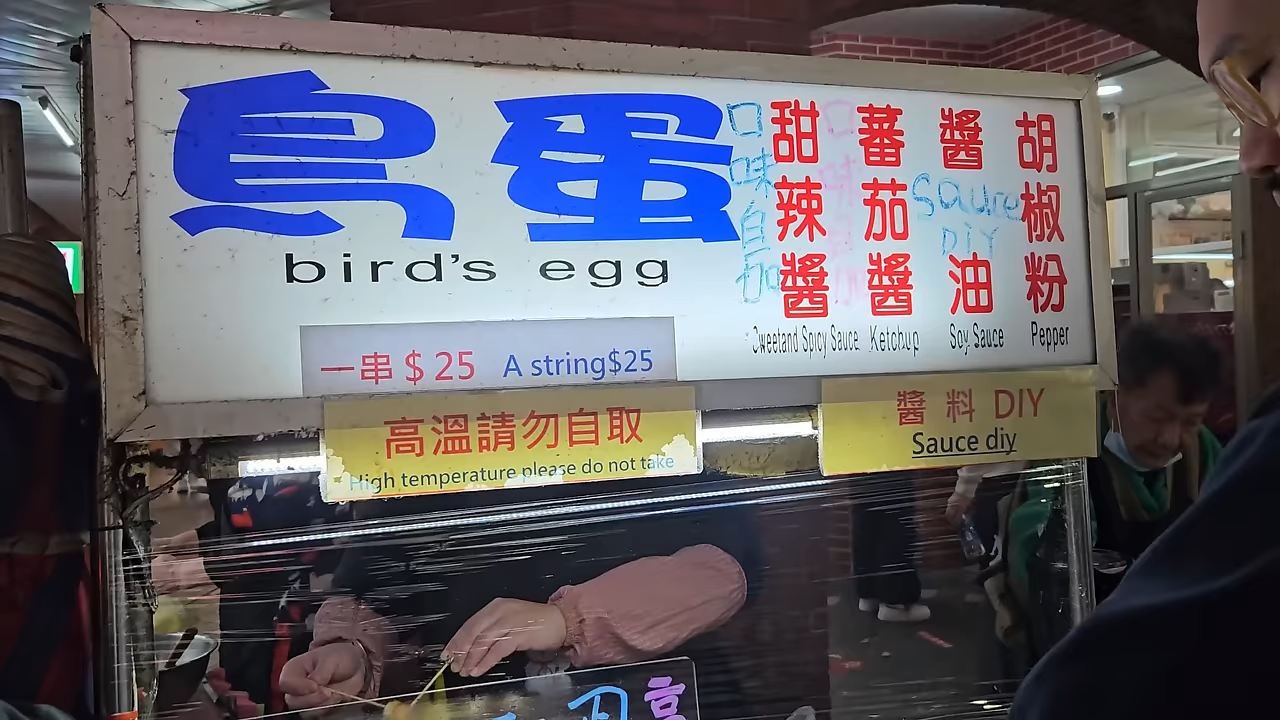 鳥蛋
bird's egg
一串$25 A string$25
口味自加
甜辣醬
蕃茄醬
醬油
胡椒粉
Sauce
DIY
Sweetand Spicy Sauce Ketchup Soy Sauce Pepper
高溫請勿自取
High temperature please do not take
醬料 DIY
Sauce diy